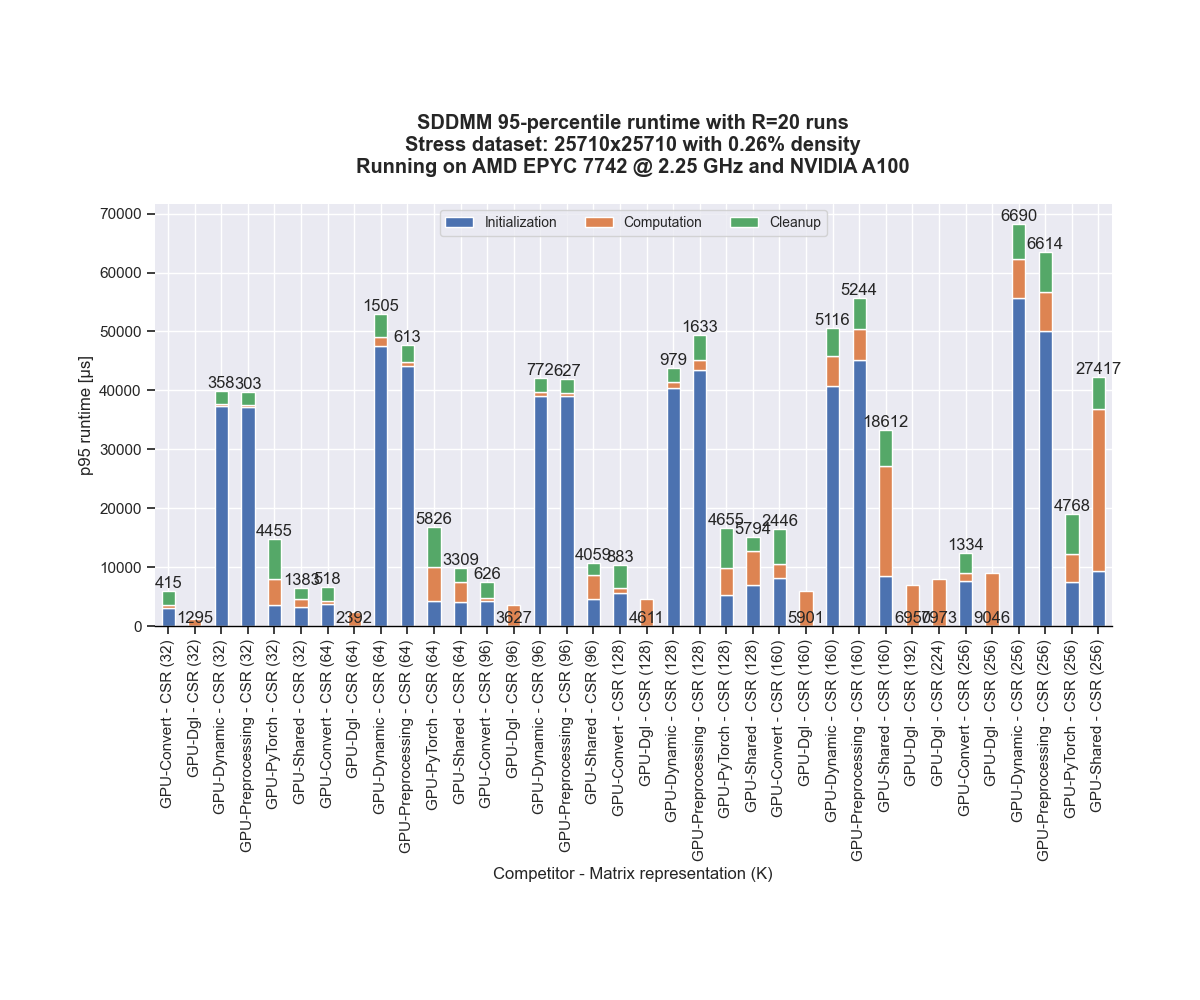 SDDMM 95-percentile runtime with R=20 runs
Stress dataset: 25710x25710 with 0.26% density
Running on AMD EPYC 7742 @ 2.25 GHz and NVIDIA A100
Initialization
Computation
Cleanup
p95 runtime [µs]
70000
60000
50000
40000
30000
20000
10000
0
415
1295
358
303
4455
1383
518
2392
1505
613
5826
3309
626
3627
772
627
4059
883
4611
979
1633
4655
5794
2446
5901
5116
5244
18612
6950
7973
1334
9046
6690
6614
4768
27417
GPU-Convert - CSR (32)
GPU-Dgl - CSR (32)
GPU-Dynamic - CSR (32)
GPU-Preprocessing - CSR (32)
GPU-PyTorch - CSR (32)
GPU-Shared - CSR (32)
GPU-Convert - CSR (64)
GPU-Dgl - CSR (64)
GPU-Dynamic - CSR (64)
GPU-Preprocessing - CSR (64)
GPU-PyTorch - CSR (64)
GPU-Shared - CSR (64)
GPU-Convert - CSR (96)
GPU-Dgl - CSR (96)
GPU-Dynamic - CSR (96)
GPU-Preprocessing - CSR (96)
GPU-Shared - CSR (96)
GPU-Convert - CSR (128)
GPU-Dgl - CSR (128)
GPU-Dynamic - CSR (128)
GPU-Preprocessing - CSR (128)
GPU-PyTorch - CSR (128)
GPU-Shared - CSR (128)
GPU-Convert - CSR (160)
GPU-Dgl - CSR (160)
GPU-Dynamic - CSR (160)
GPU-Preprocessing - CSR (160)
GPU-Shared - CSR (160)
GPU-Dgl - CSR (192)
GPU-Dgl - CSR (224)
GPU-Convert - CSR (256)
GPU-Dgl - CSR (256)
GPU-Dynamic - CSR (256)
GPU-Preprocessing - CSR (256)
GPU-PyTorch - CSR (256)
GPU-Shared - CSR (256)
Competitor - Matrix representation (K)